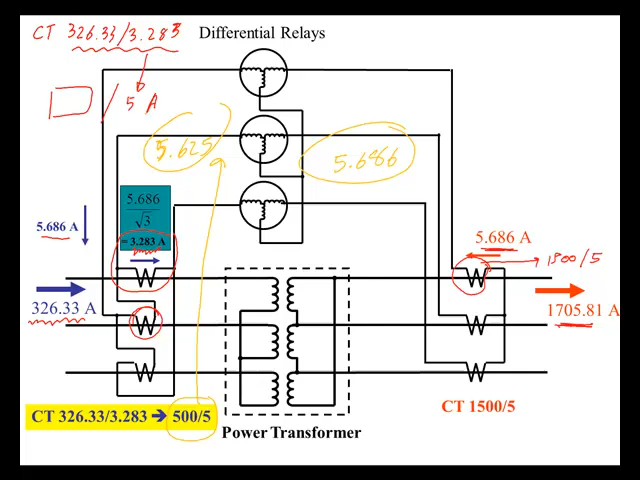 CT 326.33/3.283
Differential Relays
/ 5 A
5.625
5.686
5.686
√3
= 3.283 A
5.686 A
5.686 A
1500/5
326.33 A
1705.81 A
CT 326.33/3.283 ➔ 500/5
CT 1500/5
Power Transformer